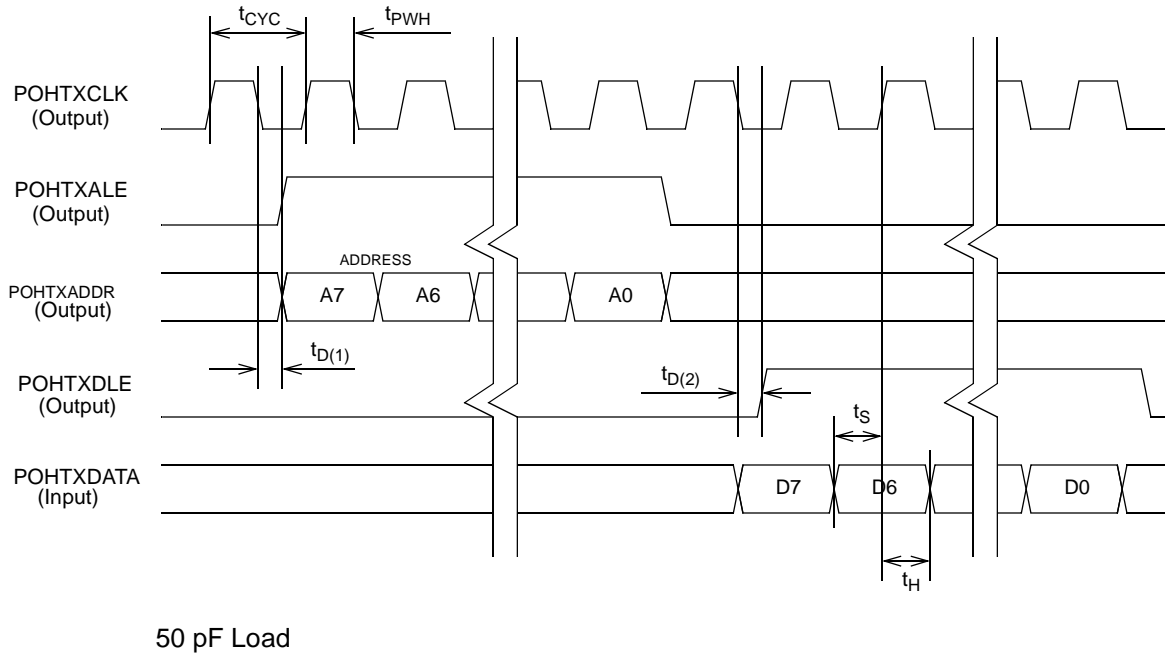 tCYC
tPWH
POHTXCLK
(Output)
POHTXALE
(Output)
ADDRESS
POHTXADDR
(Output)
A7
A6
A0
tD(1)
POHTXDLE
(Output)
tD(2)
tS
POHTXDATA
(Input)
D7
D6
D0
tH
50 pF Load